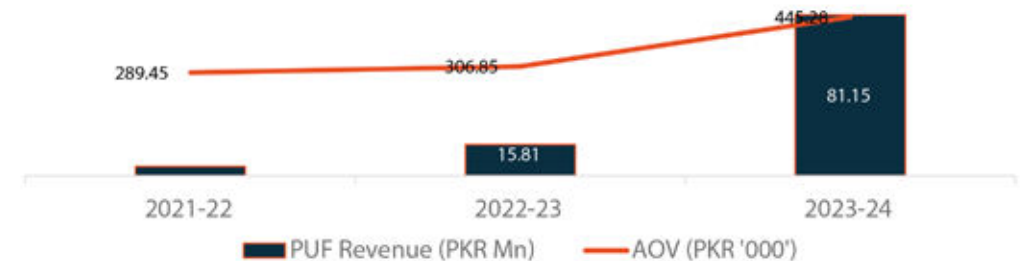 445.28
289.45
306.85
81.15
15.81
2021-22 2022-23 2023-24
PUF Revenue (PKR Mn) AOV (PKR '000')